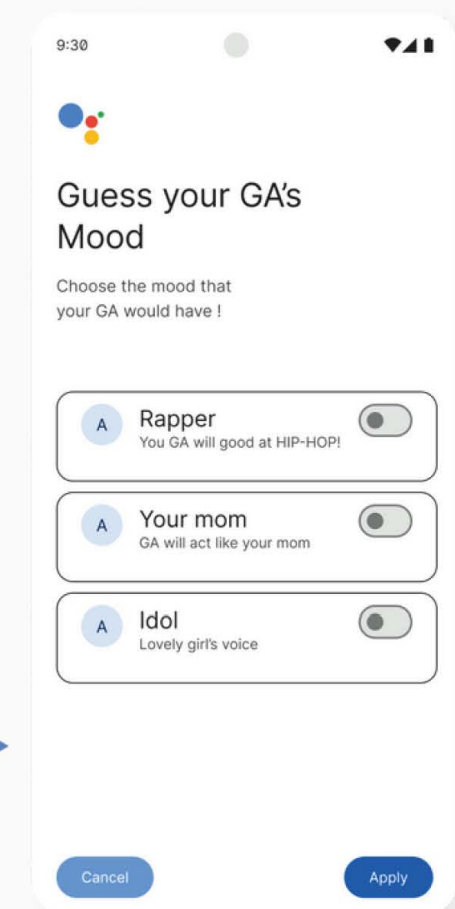 9:30
Guess your GA's
Mood
Choose the mood that
your GA would have !
A
Rapper
You GA will good at HIP-HOP!
A
Your mom
GA will act like your mom
A
Idol
Lovely girl's voice
Cancel
Apply